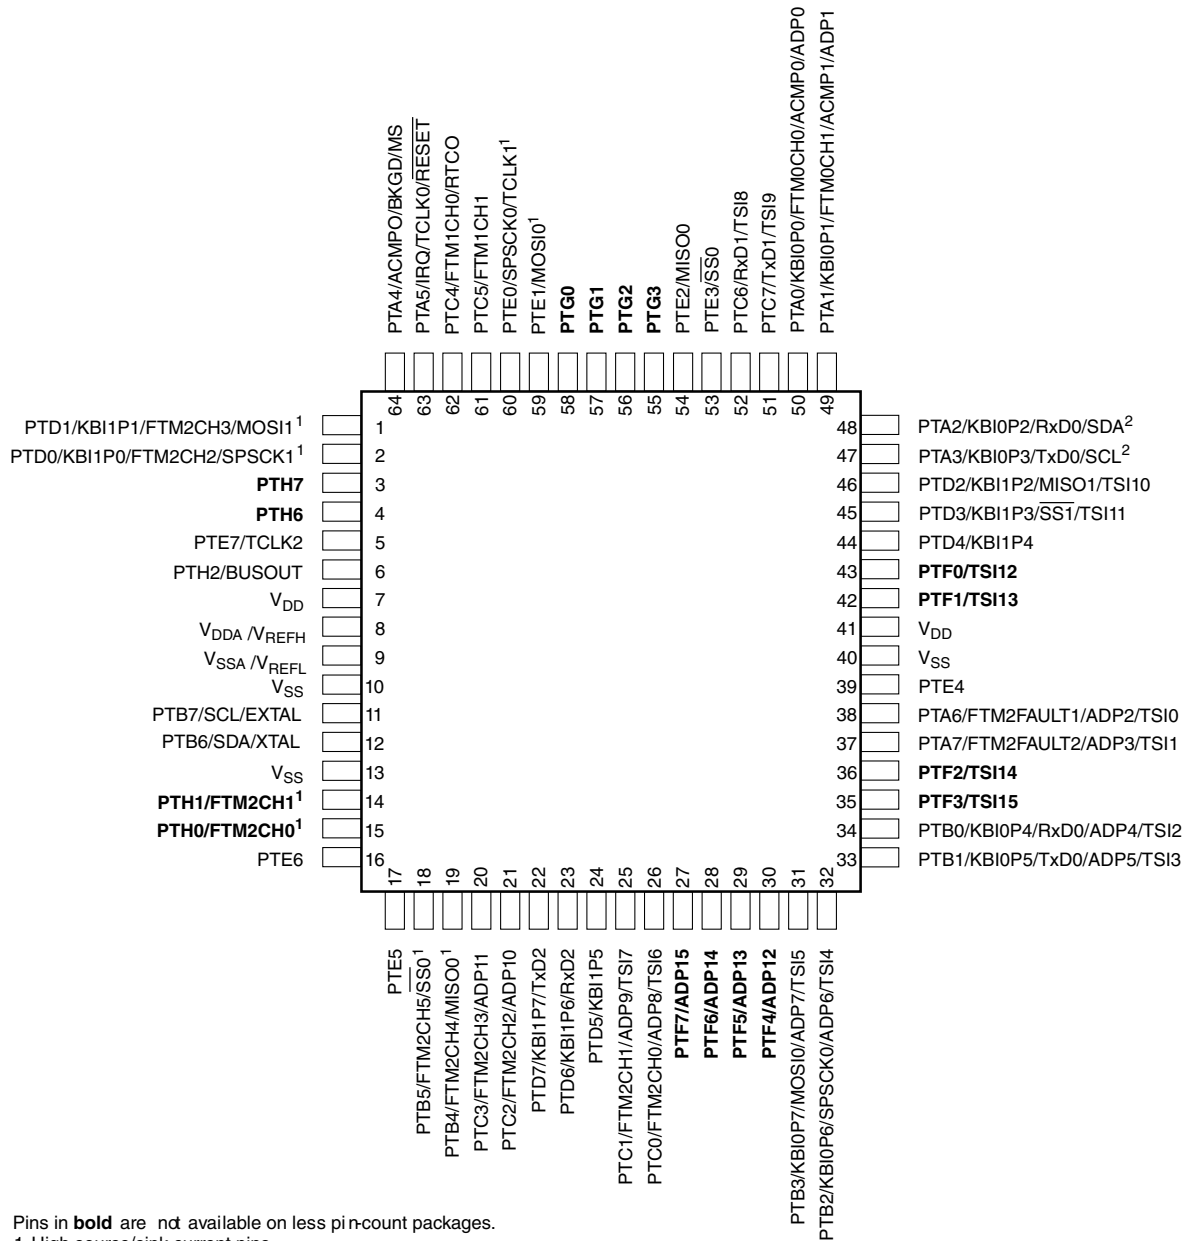 PTA4/ACMPO/BKGD/MS
PTA5/IRQ/TCLK0/RESET
PTC4/FTM1CH0/RTCO
PTC5/FTM1CH1
PTE0/SPSCK0/TCLK1¹
PTE1/MOSI0¹
PTG0
PTG1
PTG2
PTG3
PTE2/MISO0
PTE3/SS0
PTC6/RxD1/TSI8
PTC7/TxD1/TSI9
PTA0/KBI0P0/FTM0CH0/ACMP0/ADP0
PTA1/KBI0P1/FTM0CH1/ACMP1/ADP1
64 63 62 61 60 59 58 57 56 55 54 53 52 51 50 49
PTD1/KBI1P1/FTM2CH3/MOSI1¹ 1
PTD0/KBI1P0/FTM2CH2/SPSCK1¹ 2
PTH7 3
PTH6 4
PTE7/TCLK2 5
PTH2/BUSOUT 6
VDD 7
VDDA /VREFH 8
VSSA /VREFL 9
VSS 10
PTB7/SCL/EXTAL 11
PTB6/SDA/XTAL 12
VSS 13
PTH1/FTM2CH1¹ 14
PTH0/FTM2CH0¹ 15
PTE6 16
48 PTA2/KBI0P2/RxD0/SDA²
47 PTA3/KBI0P3/TxD0/SCL²
46 PTD2/KBI1P2/MISO1/TSI10
45 PTD3/KBI1P3/SS1/TSI11
44 PTD4/KBI1P4
43 PTF0/TSI12
42 PTF1/TSI13
41 VDD
40 VSS
39 PTE4
38 PTA6/FTM2FAULT1/ADP2/TSI0
37 PTA7/FTM2FAULT2/ADP3/TSI1
36 PTF2/TSI14
35 PTF3/TSI15
34 PTB0/KBI0P4/RxD0/ADP4/TSI2
33 PTB1/KBI0P5/TxD0/ADP5/TSI3
17 18 19 20 21 22 23 24 25 26 27 28 29 30 31 32
PTE5
PTB5/FTM2CH5/SS0¹
PTB4/FTM2CH4/MISO0¹
PTC3/FTM2CH3/ADP11
PTC2/FTM2CH2/ADP10
PTD7/KBI1P7/TxD2
PTD6/KBI1P6/RxD2
PTD5/KBI1P5
PTC1/FTM2CH1/ADP9/TSI7
PTC0/FTM2CH0/ADP8/TSI6
PTF7/ADP15
PTF6/ADP14
PTF5/ADP13
PTF4/ADP12
PTB3/KBI0P7/MOSI0/ADP7/TSI5
PTB2/KBI0P6/SPSCK0/ADP6/TSI4
Pins in bold are not available on less pin-count packages.
1 High source/sink current pins